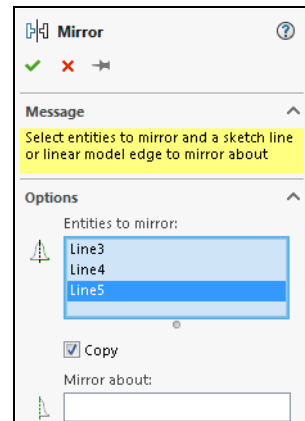 Mirror
Message
Select entities to mirror and a sketch line
or linear model edge to mirror about
Options
Entities to mirror:
Line3
Line4
Line5
Copy
Mirror about: